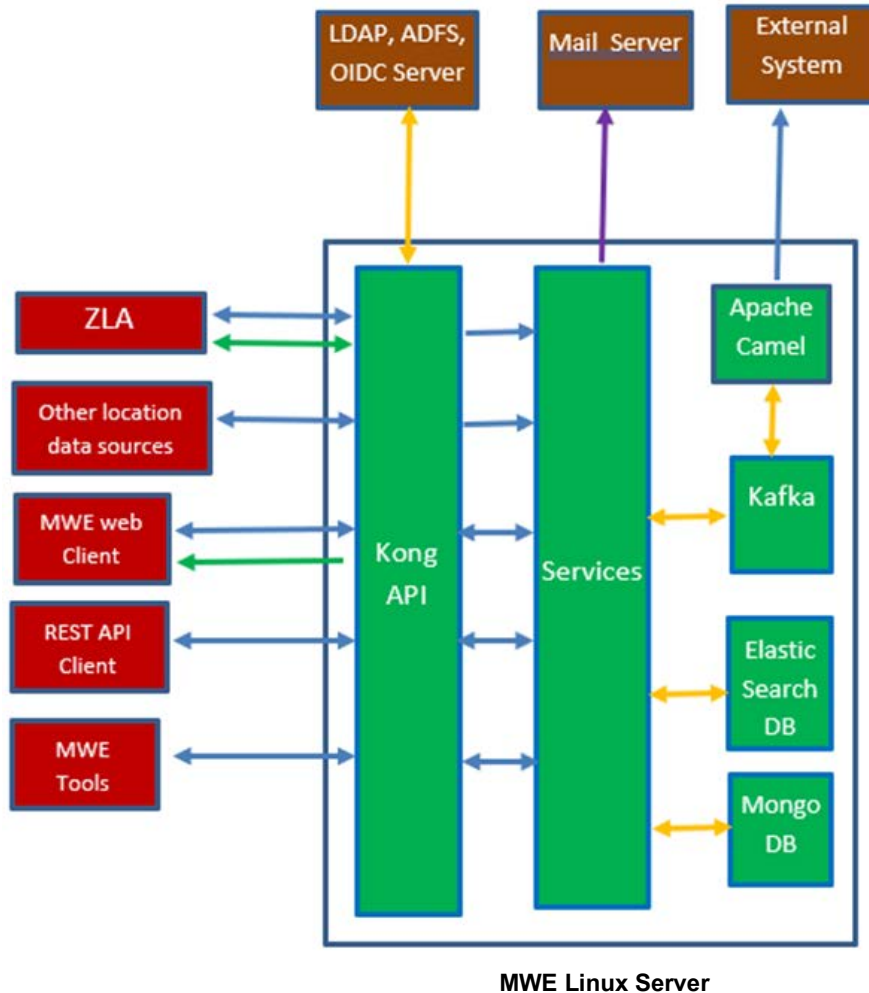 LDAP, ADFS,
OIDC Server
Mail Server
External
System
ZLA
Other location
data sources
MWE web
Client
REST API
Client
MWE
Tools
Kong
API
Services
Apache
Camel
Kafka
Elastic
Search
DB
Mongo
DB
MWE Linux Server